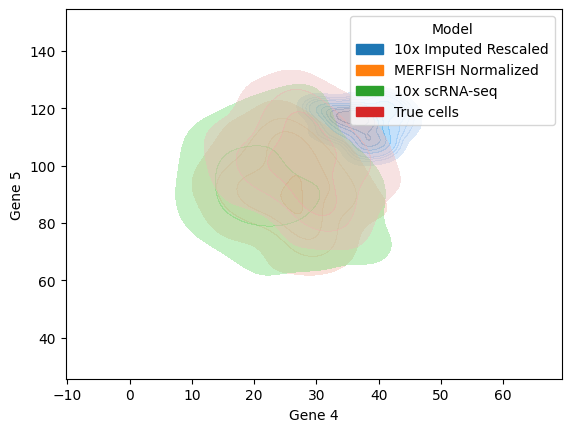 Model
10x Imputed Rescaled
MERFISH Normalized
10x scRNA-seq
True cells
Gene 5
140
120
100
80
60
40
−10
0
10
20
30
40
50
60
Gene 4